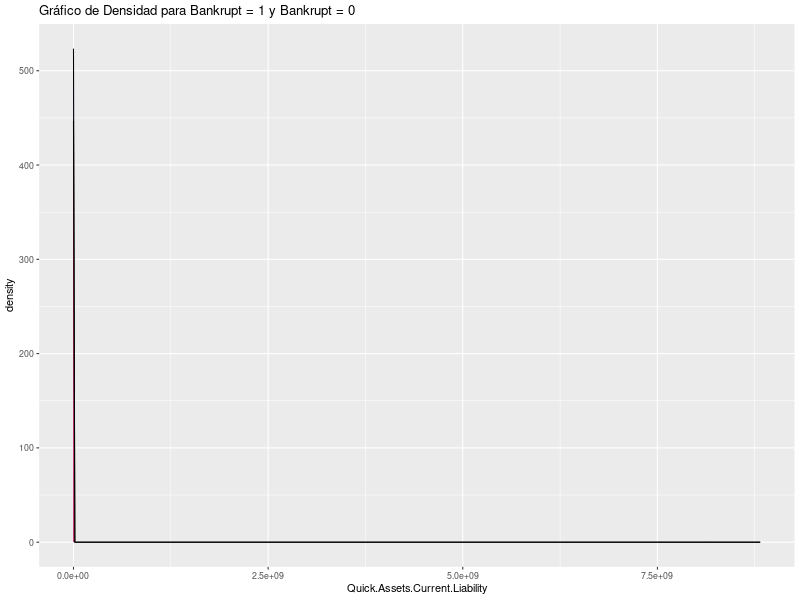 Gráfico de Densidad para Bankrupt = 1 y Bankrupt = 0
500
400
300
200
100
0
density
0.0e+00 2.5e+09 5.0e+09 7.5e+09
Quick.Assets.Current.Liability